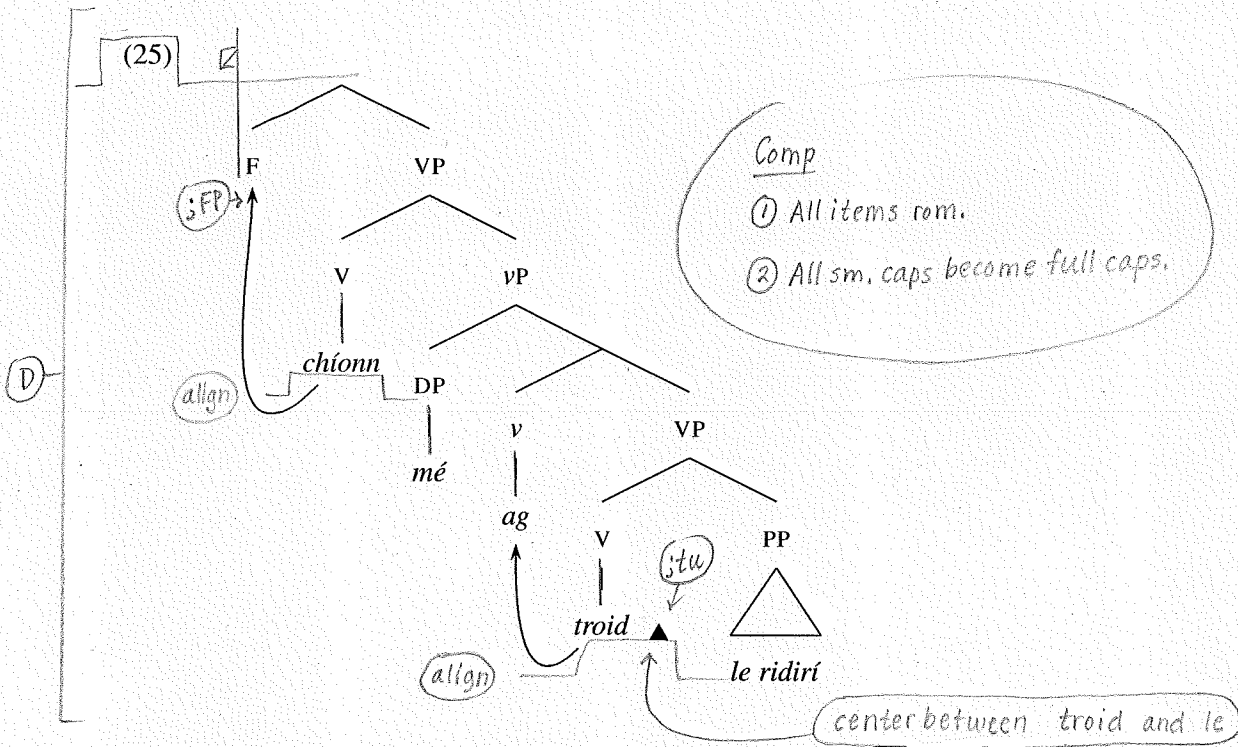 (25)
F VP
;FP
Comp
① All items rom.
② All sm. caps become full caps.
V vP
chíonn
D
align
DP
v VP
mé
ag
V PP
;tu
troid
align
le ridirí
center between troid and le